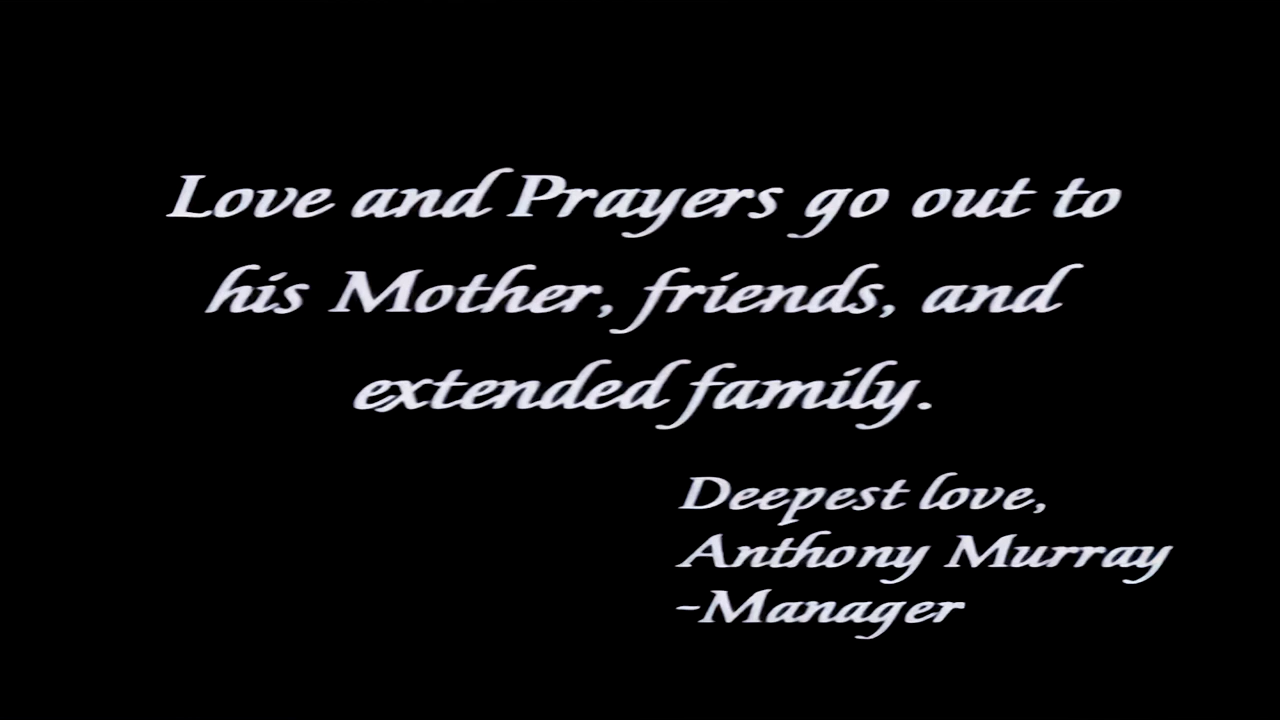 Love and Prayers go out to
his Mother, friends, and
extended family.
Deepest love,
Anthony Murray
-Manager